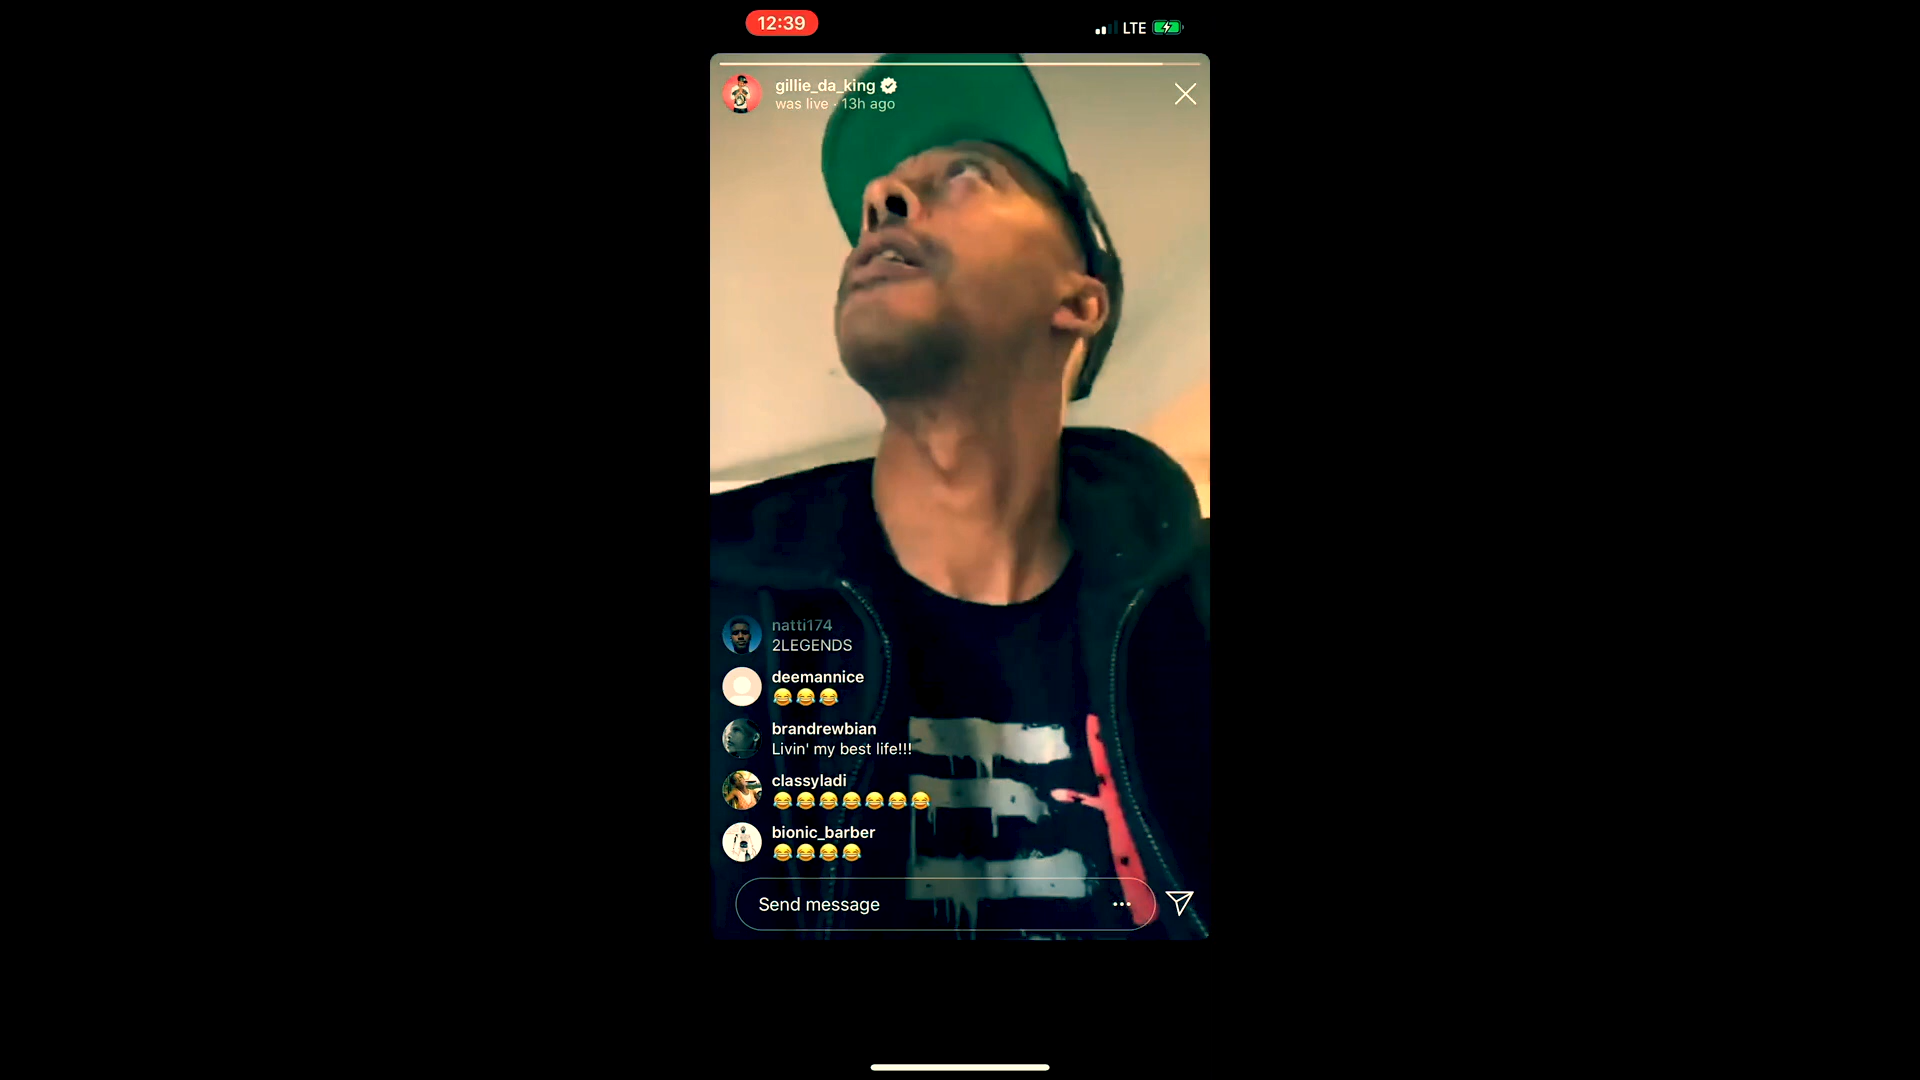 12:39
LTE
gillie_da_king
was live · 13h ago
natti174
2LEGENDS
deemannice
😂😂😂
brandrewbian
Livin' my best life!!!
classyladi
😂😂😂😂😂😂😂
bionic_barber
😂😂😂😂
Send message